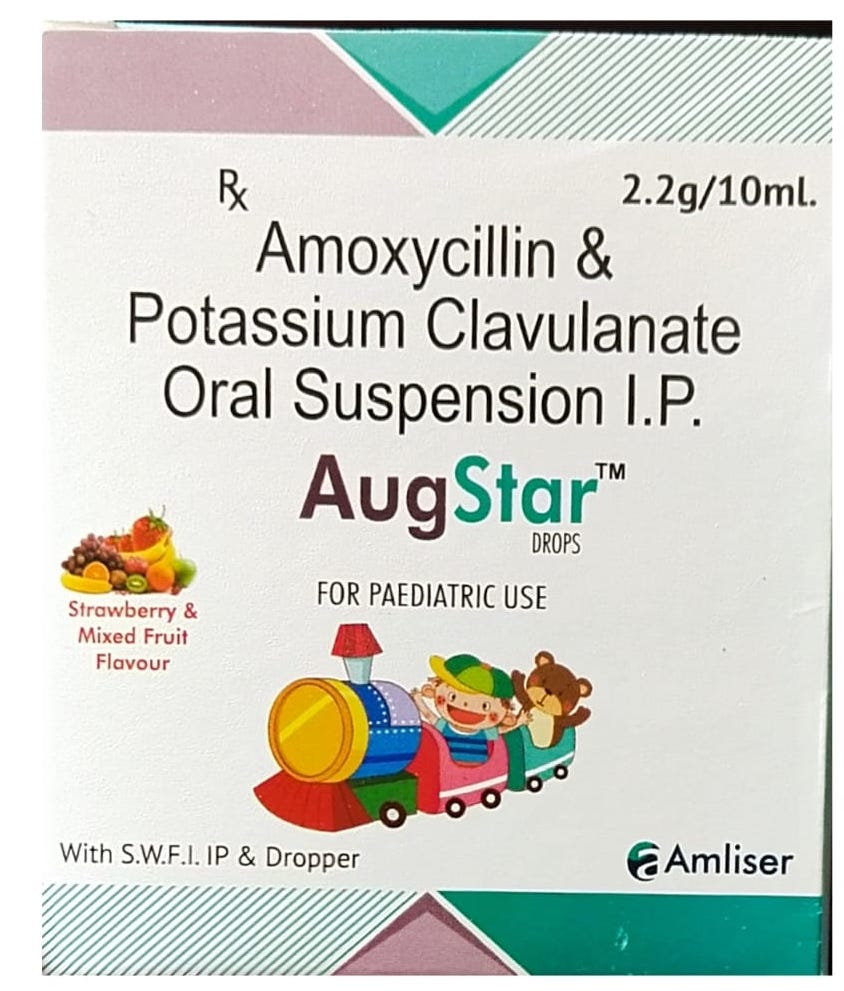 Rx
2.2g/10ml.
Amoxycillin &
Potassium Clavulanate
Oral Suspension I.P.
AugStar™
DROPS
FOR PAEDIATRIC USE
Strawberry &
Mixed Fruit
Flavour
With S.W.F.I. IP & Dropper
Amliser